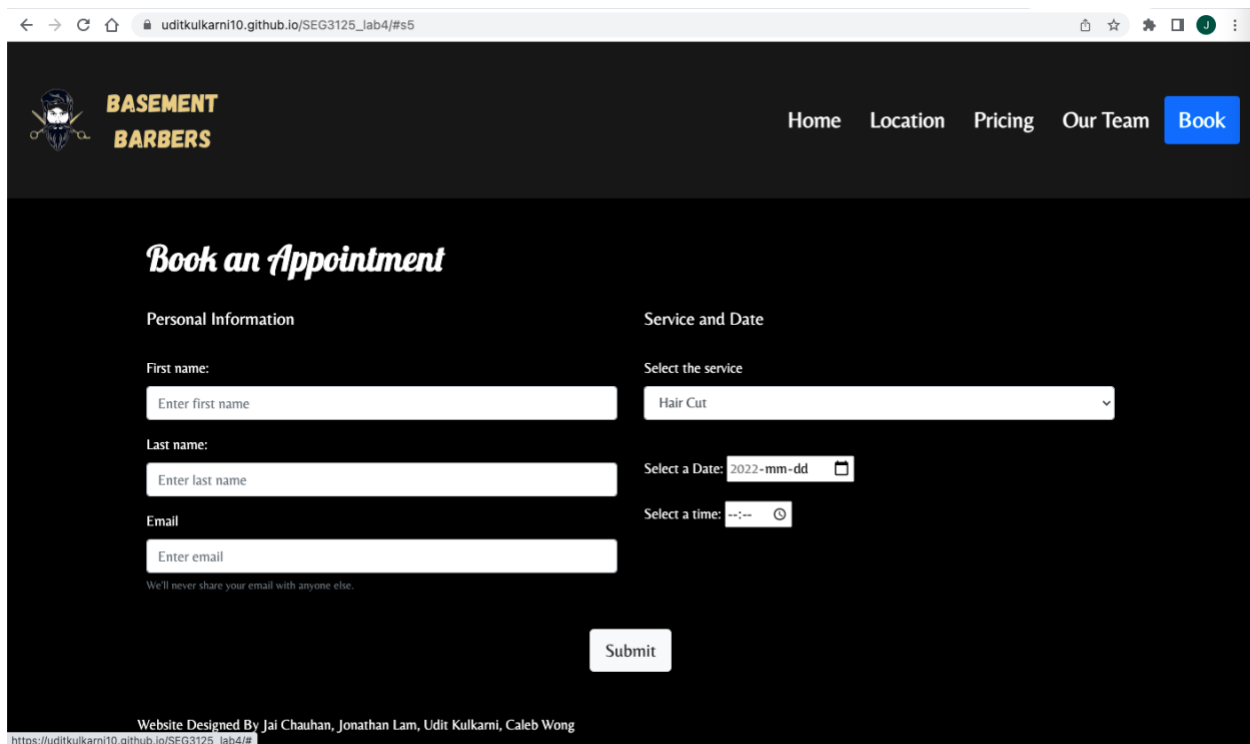 uditkulkarni10.github.io/SEG3125_lab4/#s5
J
BASEMENT
BARBERS
Home Location Pricing Our Team Book
Book an Appointment
Personal Information
First name:
Enter first name
Last name:
Enter last name
Email
Enter email
We'll never share your email with anyone else.
Service and Date
Select the service
Hair Cut
Select a Date: 2022-mm-dd
Select a time: --:--
Submit
Website Designed By Jai Chauhan, Jonathan Lam, Udit Kulkarni, Caleb Wong
https://uditkulkarni10.github.io/SEG3125_lab4/#